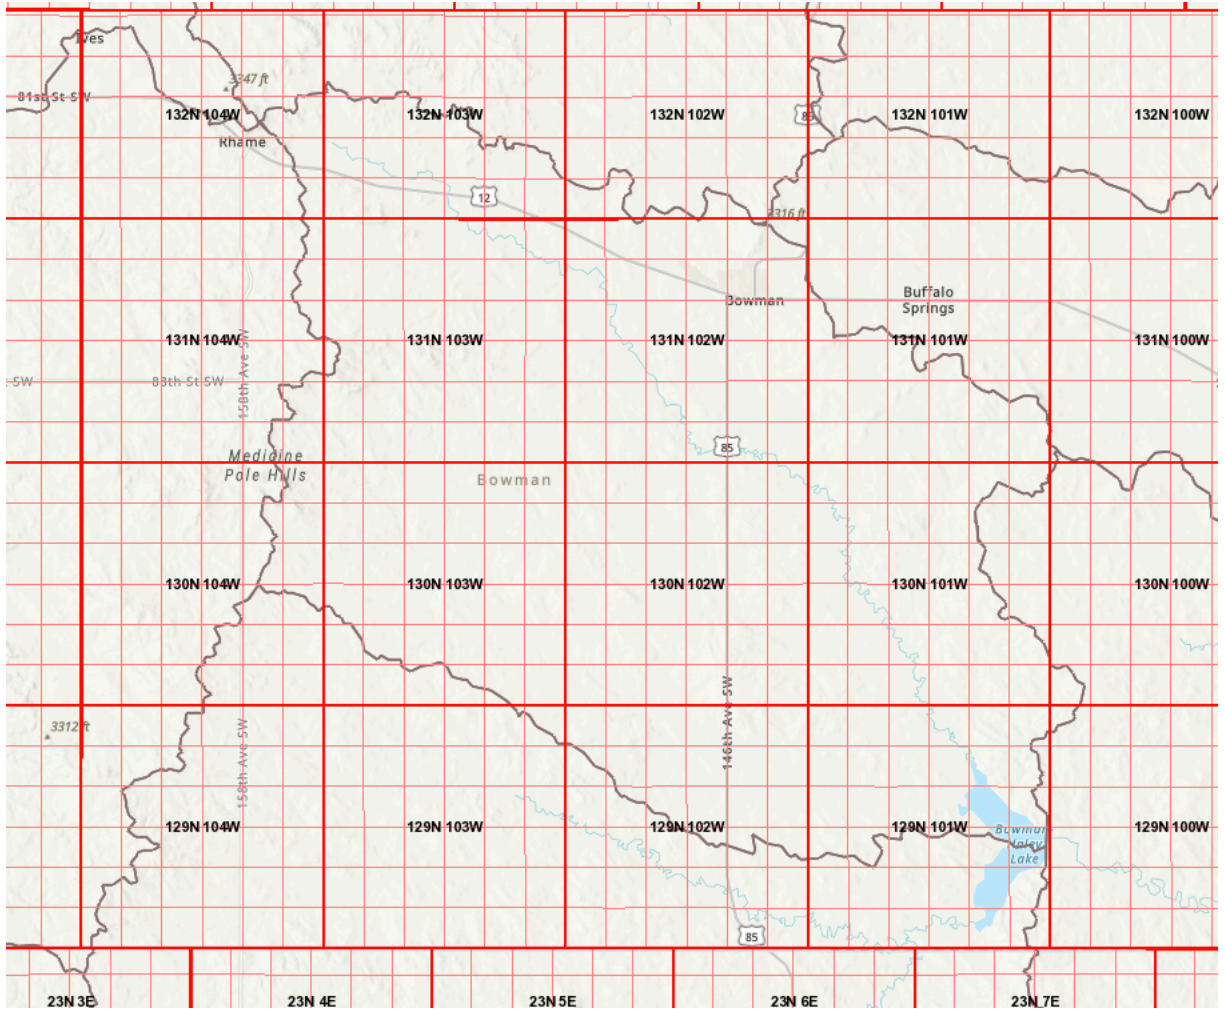 Ives
3347 ft
81st St SW
132N 104W
132N 103W
132N 102W
85
132N 101W
132N 100W
Rhame
12
3316 ft
Bowman
Buffalo
Springs
131N 104W
131N 103W
131N 102W
131N 101W
131N 100W
SW
83th St SW
158th Ave SW
85
Medicine
Pole Hills
Bowman
130N 104W
130N 103W
130N 102W
130N 101W
130N 100W
3312 ft
158th Ave SW
146th Ave SW
129N 104W
129N 103W
129N 102W
129N 101W
129N 100W
Bowman
Haley
Lake
85
23N 3E
23N 4E
23N 5E
23N 6E
23N 7E